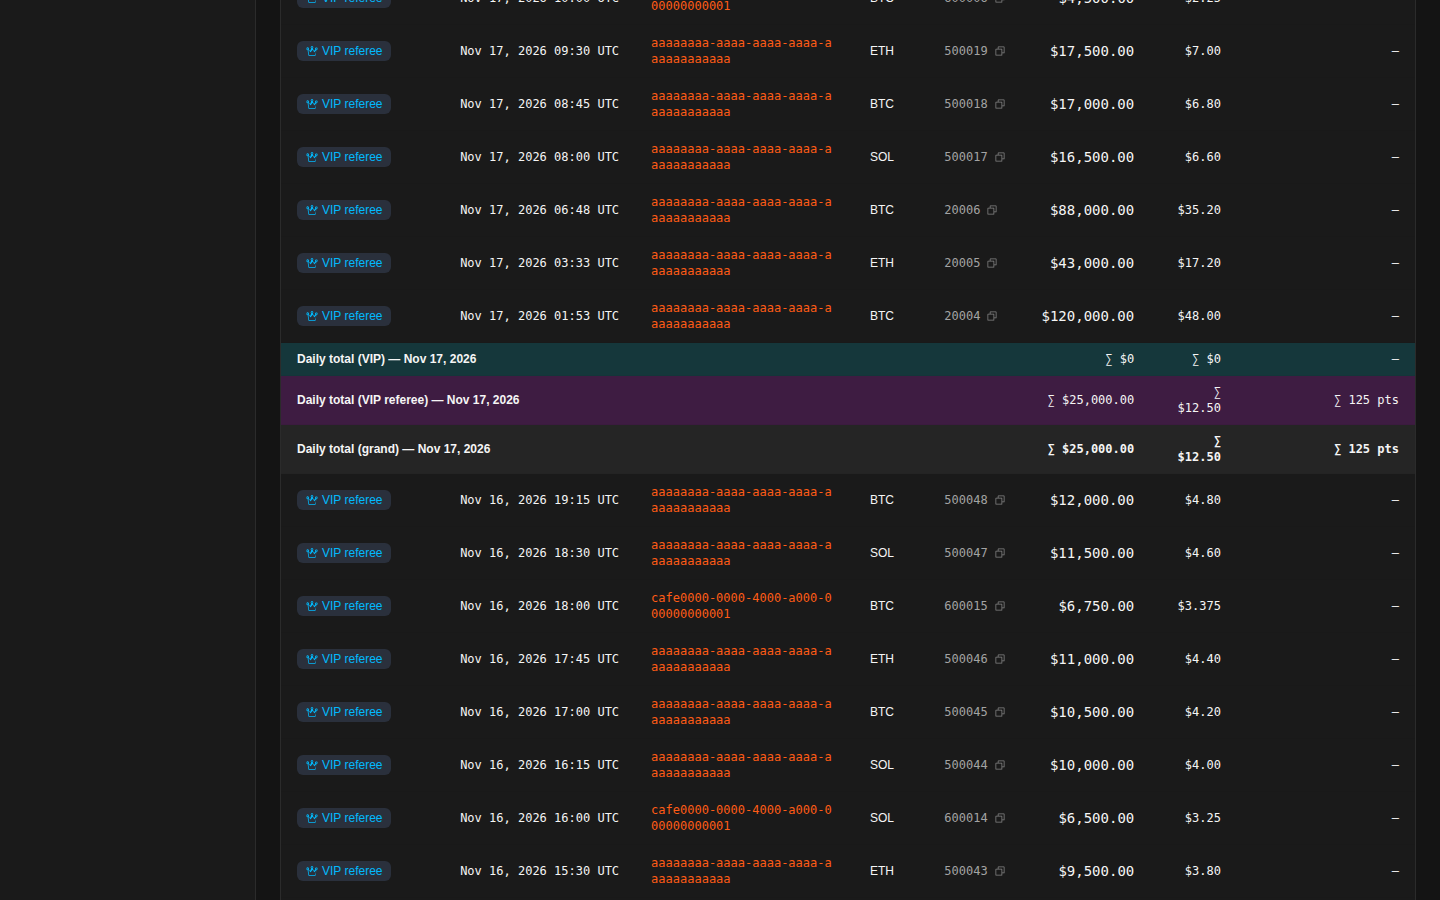 00000000001
VIP referee Nov 17, 2026 09:30 UTC aaaaaaaa-aaaa-aaaa-aaaa-a ETH 500019 $17,500.00 $7.00 —
aaaaaaaaaaa
VIP referee Nov 17, 2026 08:45 UTC aaaaaaaa-aaaa-aaaa-aaaa-a BTC 500018 $17,000.00 $6.80 —
aaaaaaaaaaa
VIP referee Nov 17, 2026 08:00 UTC aaaaaaaa-aaaa-aaaa-aaaa-a SOL 500017 $16,500.00 $6.60 —
aaaaaaaaaaa
VIP referee Nov 17, 2026 06:48 UTC aaaaaaaa-aaaa-aaaa-aaaa-a BTC 20006 $88,000.00 $35.20 —
aaaaaaaaaaa
VIP referee Nov 17, 2026 03:33 UTC aaaaaaaa-aaaa-aaaa-aaaa-a ETH 20005 $43,000.00 $17.20 —
aaaaaaaaaaa
VIP referee Nov 17, 2026 01:53 UTC aaaaaaaa-aaaa-aaaa-aaaa-a BTC 20004 $120,000.00 $48.00 —
aaaaaaaaaaa
Daily total (VIP) — Nov 17, 2026 ∑ $0 ∑ $0 —
Daily total (VIP referee) — Nov 17, 2026 ∑ $25,000.00 ∑ $12.50 ∑ 125 pts
Daily total (grand) — Nov 17, 2026 ∑ $25,000.00 ∑ $12.50 ∑ 125 pts
VIP referee Nov 16, 2026 19:15 UTC aaaaaaaa-aaaa-aaaa-aaaa-a BTC 500048 $12,000.00 $4.80 —
aaaaaaaaaaa
VIP referee Nov 16, 2026 18:30 UTC aaaaaaaa-aaaa-aaaa-aaaa-a SOL 500047 $11,500.00 $4.60 —
aaaaaaaaaaa
VIP referee Nov 16, 2026 18:00 UTC cafe0000-0000-4000-a000-0 BTC 600015 $6,750.00 $3.375 —
00000000001
VIP referee Nov 16, 2026 17:45 UTC aaaaaaaa-aaaa-aaaa-aaaa-a ETH 500046 $11,000.00 $4.40 —
aaaaaaaaaaa
VIP referee Nov 16, 2026 17:00 UTC aaaaaaaa-aaaa-aaaa-aaaa-a BTC 500045 $10,500.00 $4.20 —
aaaaaaaaaaa
VIP referee Nov 16, 2026 16:15 UTC aaaaaaaa-aaaa-aaaa-aaaa-a SOL 500044 $10,000.00 $4.00 —
aaaaaaaaaaa
VIP referee Nov 16, 2026 16:00 UTC cafe0000-0000-4000-a000-0 SOL 600014 $6,500.00 $3.25 —
00000000001
VIP referee Nov 16, 2026 15:30 UTC aaaaaaaa-aaaa-aaaa-aaaa-a ETH 500043 $9,500.00 $3.80 —
aaaaaaaaaaa